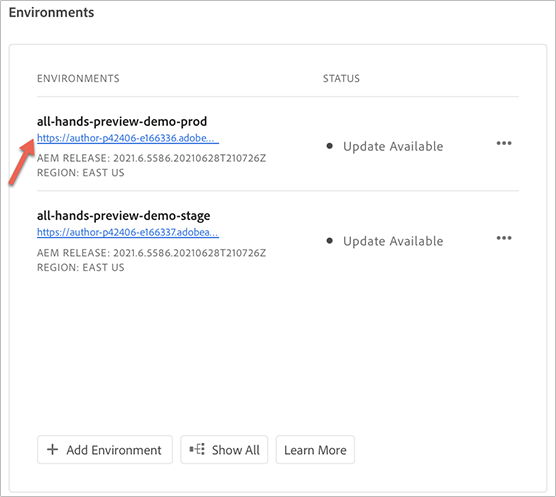 Environments
ENVIRONMENTS STATUS
all-hands-preview-demo-prod
https://author-p42406-e166336.adobe...
Update Available
AEM RELEASE: 2021.6.5586.20210628T210726Z
REGION: EAST US
all-hands-preview-demo-stage
https://author-p42406-e166337.adobea...
Update Available
AEM RELEASE: 2021.6.5586.20210628T210726Z
REGION: EAST US
+ Add Environment Show All Learn More